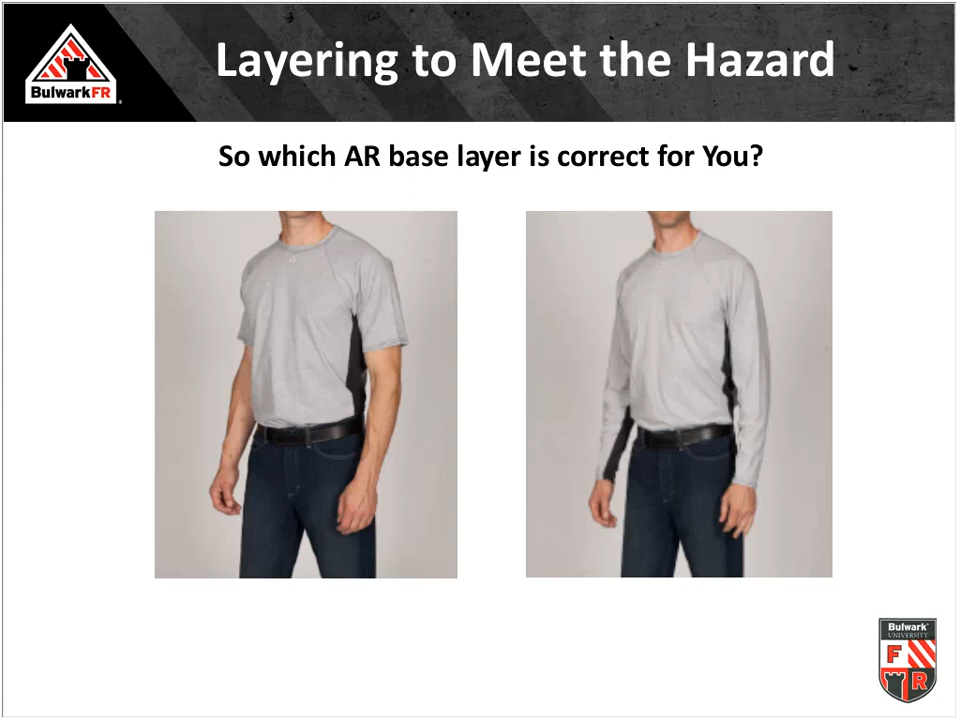 Layering to Meet the Hazard
BulwarkFR®
So which AR base layer is correct for You?
Bulwark®
UNIVERSITY
F
R